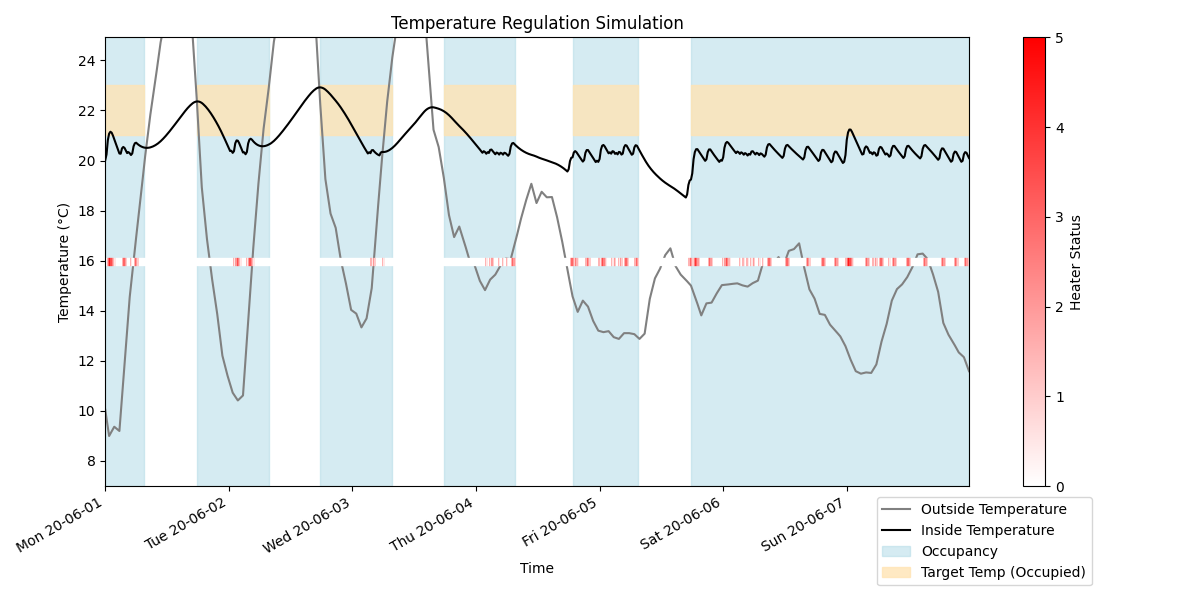 Temperature Regulation Simulation
24
22
20
18
16
14
12
10
8
Temperature (°C)
Mon 20-06-01
Tue 20-06-02
Wed 20-06-03
Thu 20-06-04
Fri 20-06-05
Sat 20-06-06
Sun 20-06-07
Time
5
4
3
2
1
0
Heater Status
Outside Temperature
Inside Temperature
Occupancy
Target Temp (Occupied)